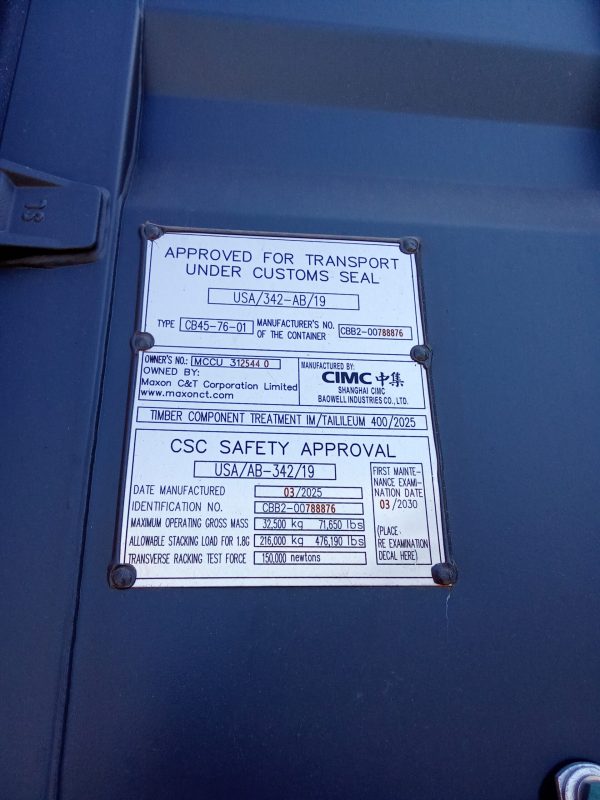 18
APPROVED FOR TRANSPORT
UNDER CUSTOMS SEAL
USA/342-AB/19
TYPE CB45-76-01 MANUFACTURER'S NO. OF THE CONTAINER CBB2-00788876
OWNER'S NO.: MCCU 312544 0
OWNED BY:
Maxon C&T Corporation Limited
www.maxonct.com
MANUFACTURED BY:
CIMC 中集
SHANGHAI CIMC
BAOWELL INDUSTRIES CO., LTD.
TIMBER COMPONENT TREATMENT IM/TAILILEUM 400/2025
CSC SAFETY APPROVAL
USA/AB-342/19
DATE MANUFACTURED 03/2025
IDENTIFICATION NO. CBB2-00788876
MAXIMUM OPERATING GROSS MASS 32,500 kg 71,650 lbs
ALLOWABLE STACKING LOAD FOR 1.8G 216,000 kg 476,190 lbs
TRANSVERSE RACKING TEST FORCE 150,000 newtons
FIRST MAINTE-
NANCE EXAMI-
NATION DATE
03/2030
(PLACE
RE EXAMINATION
DECAL HERE)